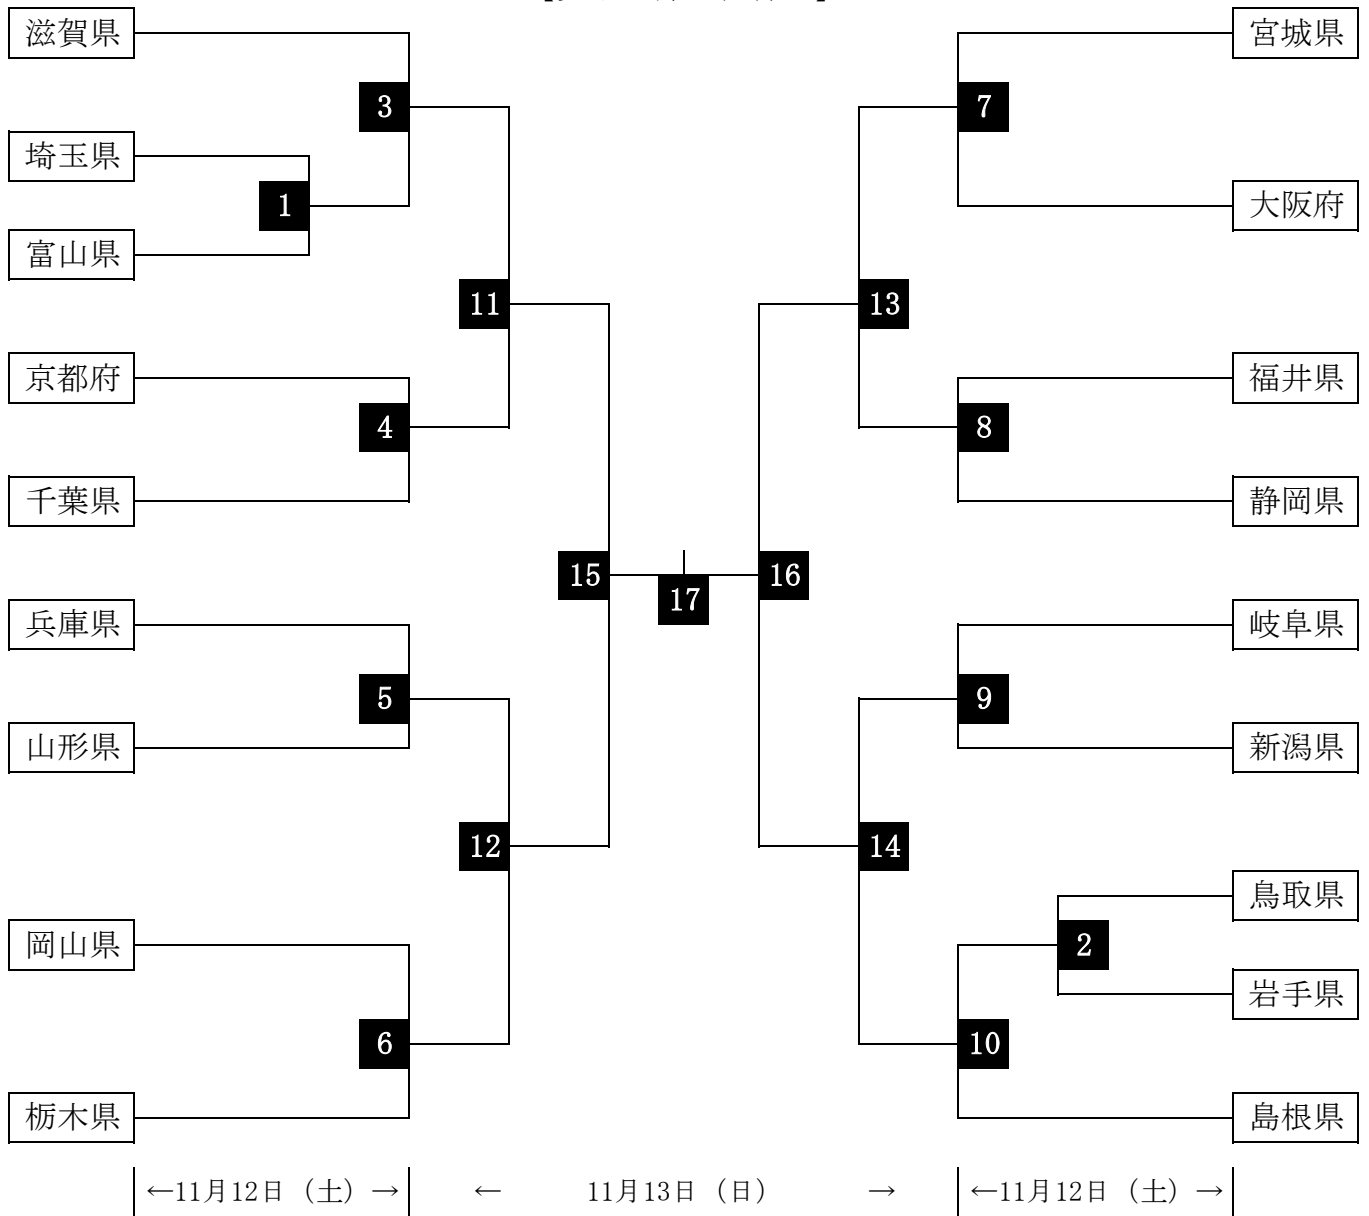 滋賀県
埼玉県
富山県
京都府
千葉県
兵庫県
山形県
岡山県
栃木県
3
1
4
5
6
11
12
15
17
16
13
14
7
8
9
2
10
宮城県
大阪府
福井県
静岡県
岐阜県
新潟県
鳥取県
岩手県
島根県
←11月12日（土）→ ← 11月13日（日） → ←11月12日（土）→